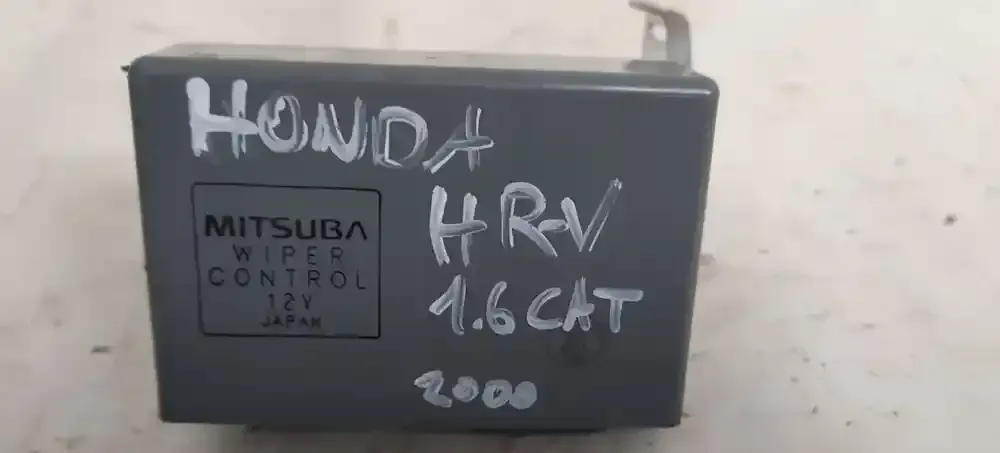 HONDA
HR-V
1.6 CAT
2000
MITSUBA
WIPER
CONTROL
12V
JAPAN